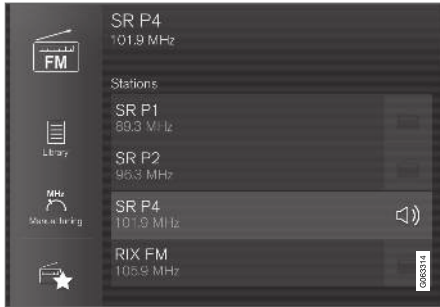 SR P4
101.9 MHz
FM
Stations
SR P1
89.3 MHz
Library
SR P2
96.3 MHz
MHz
Manual tuning
SR P4
101.9 MHz
RIX FM
105.9 MHz
G063314